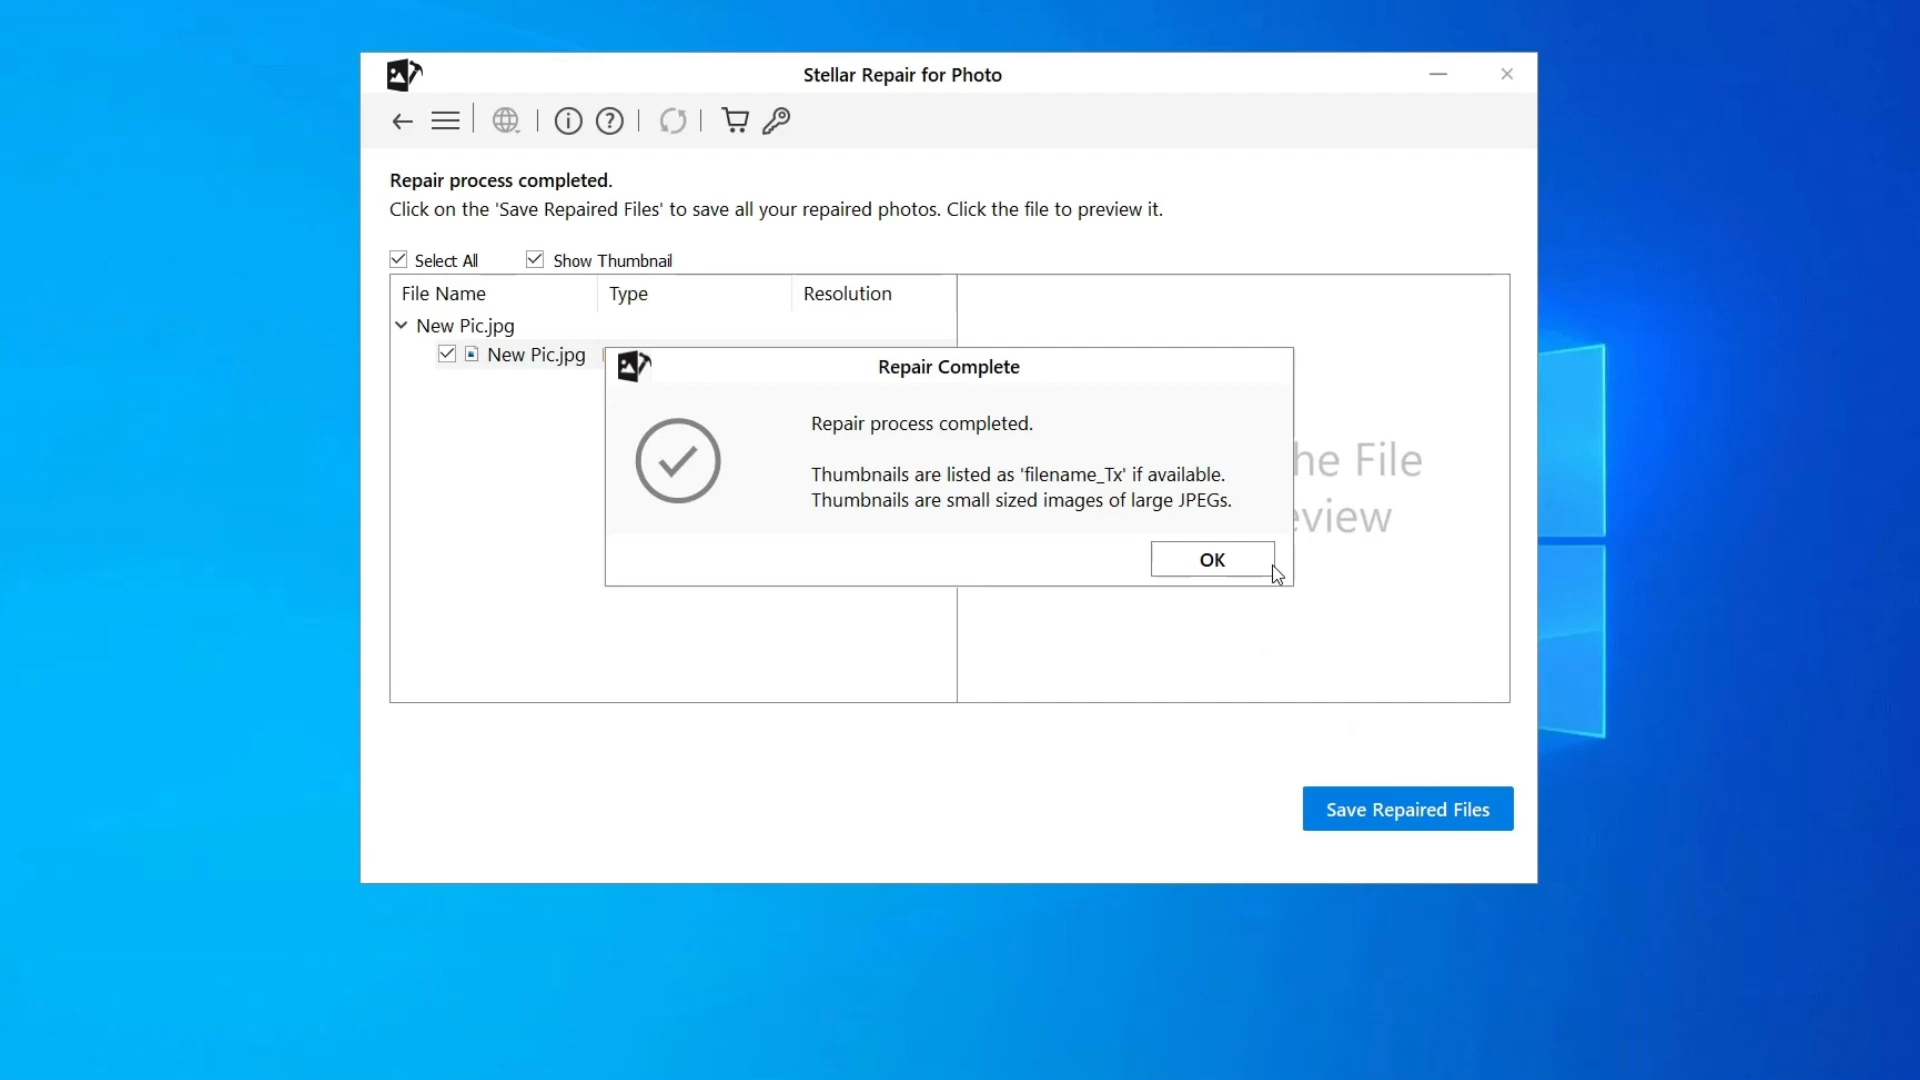 Stellar Repair for Photo
Repair process completed.
Click on the 'Save Repaired Files' to save all your repaired photos. Click the file to preview it.
Select All Show Thumbnail
File Name Type Resolution
New Pic.jpg
New Pic.jpg
Repair Complete
Repair process completed.
Thumbnails are listed as 'filename_Tx' if available.
Thumbnails are small sized images of large JPEGs.
OK
File
Save Repaired Files